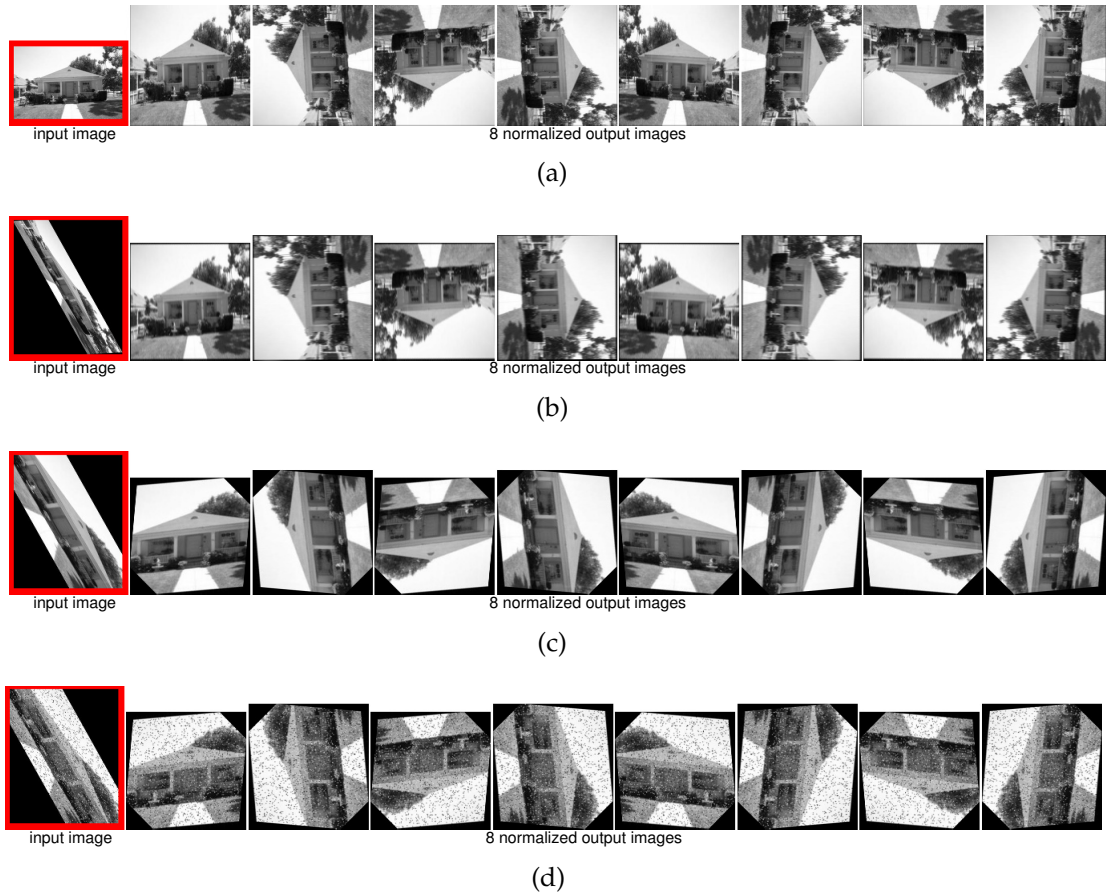 input image
8 normalized output images
(a)
input image
8 normalized output images
(b)
input image
8 normalized output images
(c)
input image
8 normalized output images
(d)